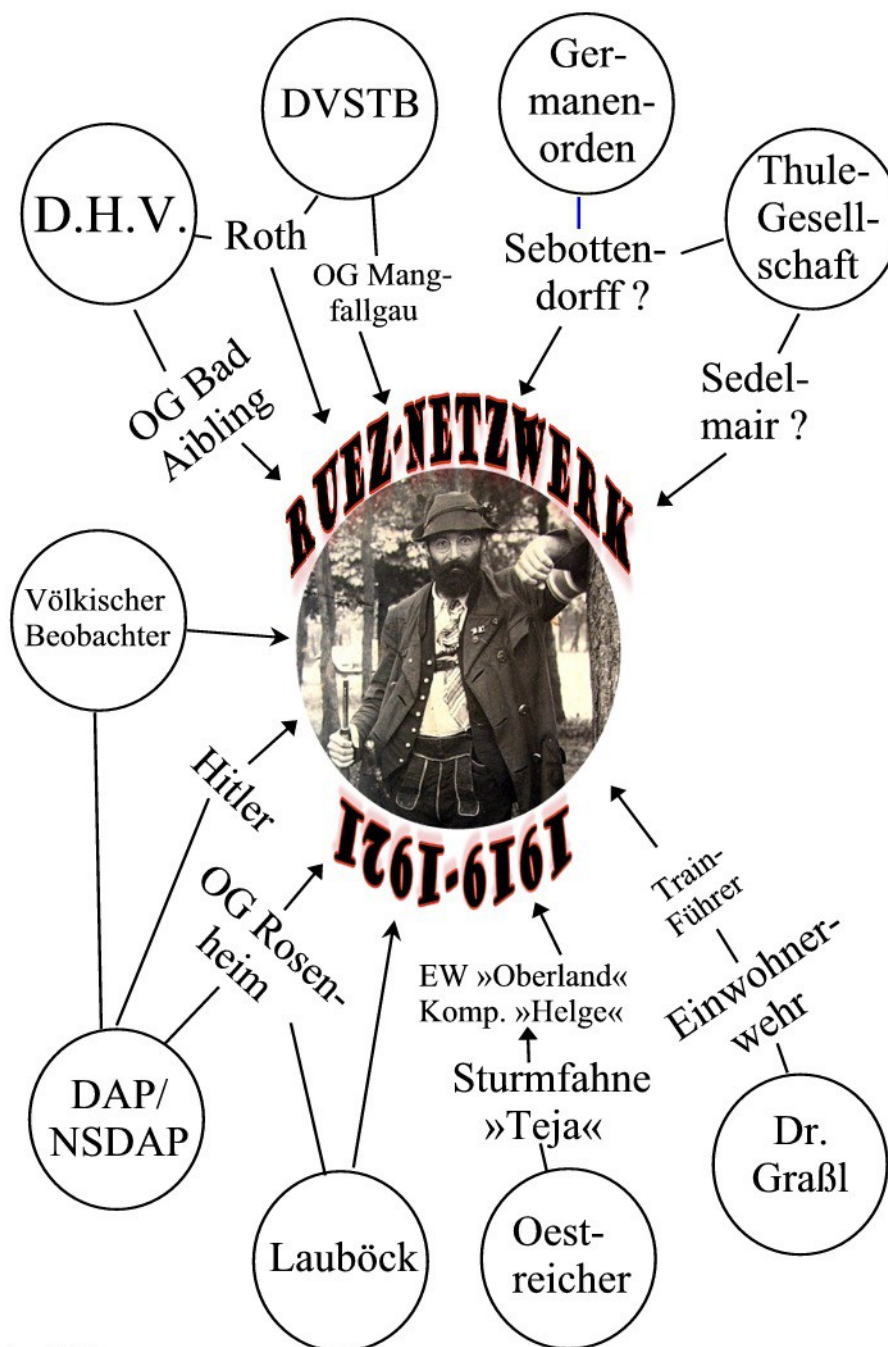 DVSTB
Ger-
manen-
orden
D.H.V.
Thule-
Gesell-
schaft
Roth
OG Mang-
fallgau
Sebotten-
dorff ?
OG Bad
Aibling
Sedel-
mair ?
RUEZ-NETZWERK
Völkischer
Beobachter
Hitler
1919-1921
OG Rosen-
heim
Train-
Führer
EW »Oberland«
Komp. »Helge«
Einwohner-
wehr
Sturmfahne
»Teja«
DAP/
NSDAP
Dr.
Graßl
Lauböck
Oest-
reicher